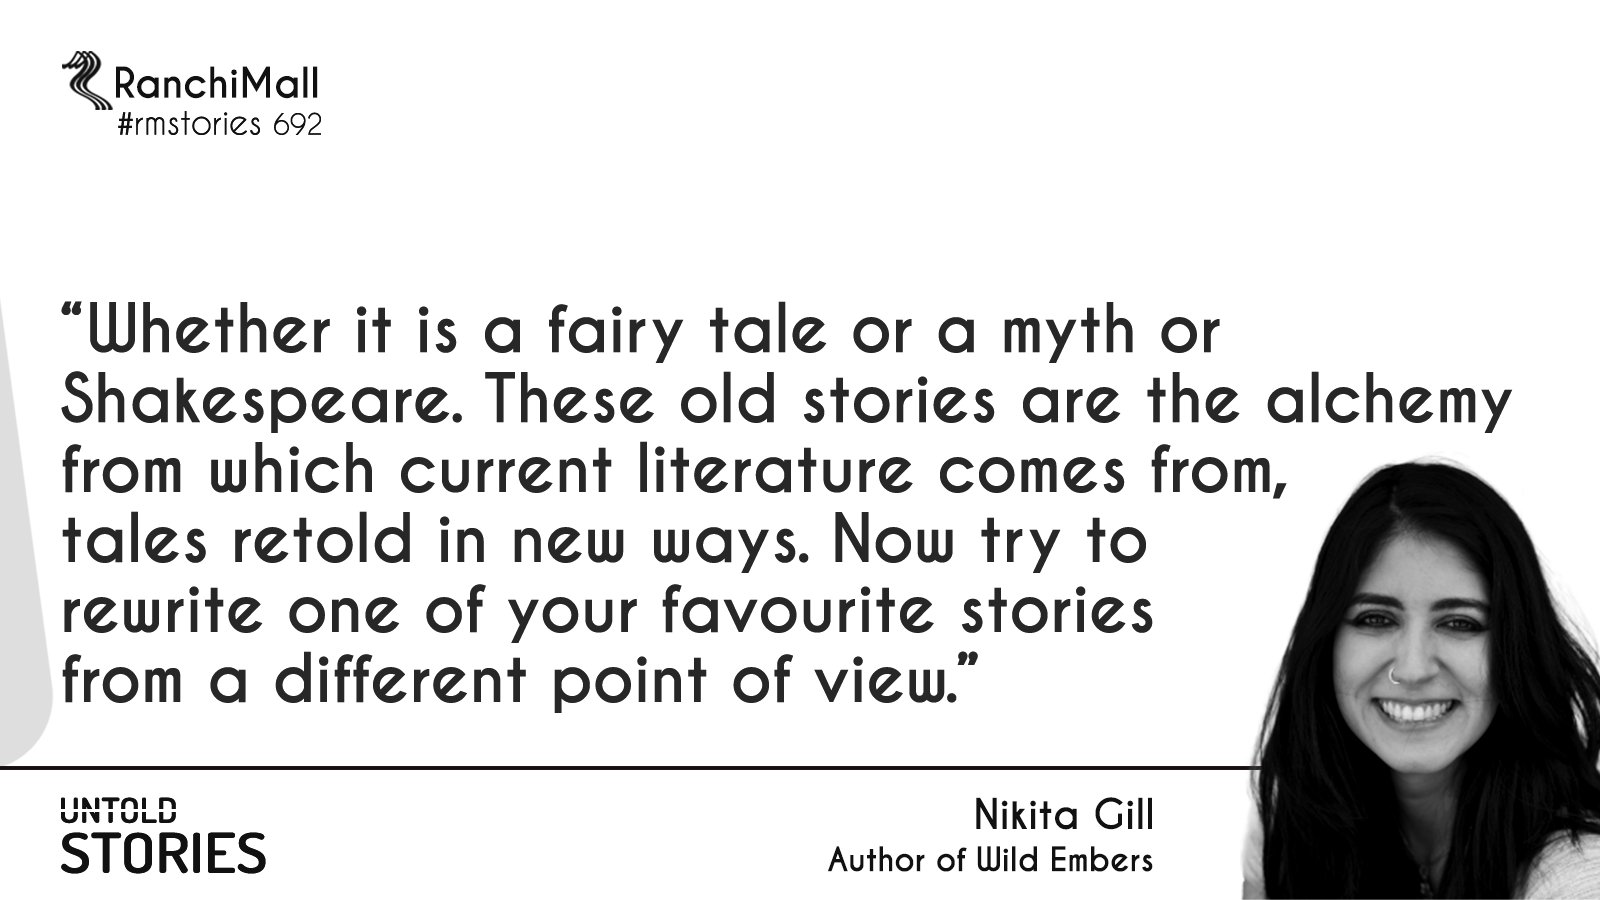 RanchiMall
#rmstories 692
“Whether it is a fairy tale or a myth or
Shakespeare. These old stories are the alchemy
from which current literature comes from,
tales retold in new ways. Now try to
rewrite one of your favourite stories
from a different point of view.”
UNTOLD
STORIES
Nikita Gill
Author of Wild Embers